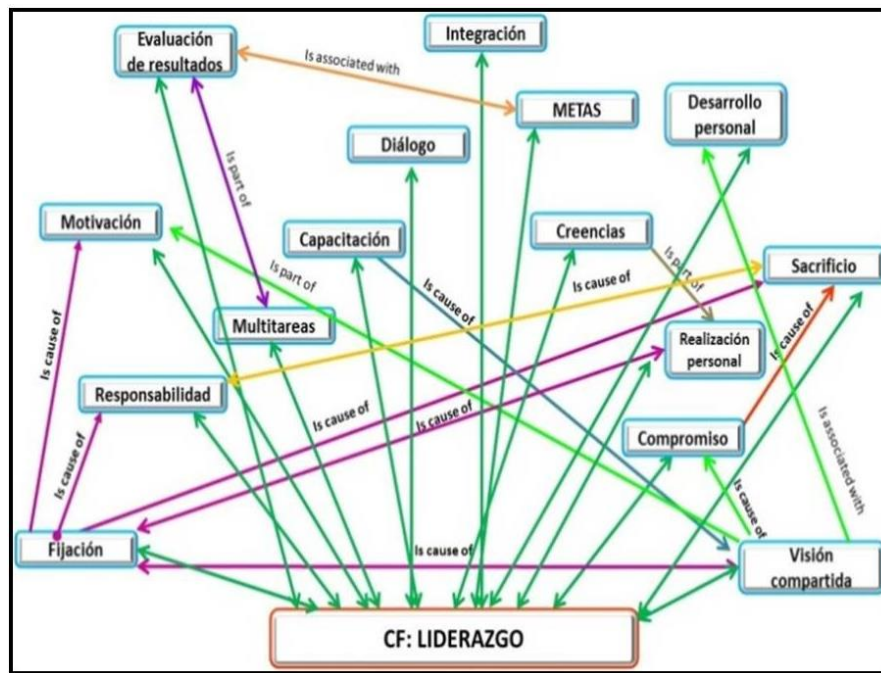 Evaluación
de resultados
Integración
Is associated with
METAS
Desarrollo
personal
Diálogo
Is part of
Motivación
Capacitación
Creencias
Is part of
Is part of
Sacrificio
Is cause of
Is cause of
Multitareas
Realización
personal
Is cause of
Is cause of
Responsabilidad
Is cause of
Is cause of
Compromiso
Is associated with
Is cause of
Is cause of
Fijación
Is cause of
Visión
compartida
CF: LIDERAZGO